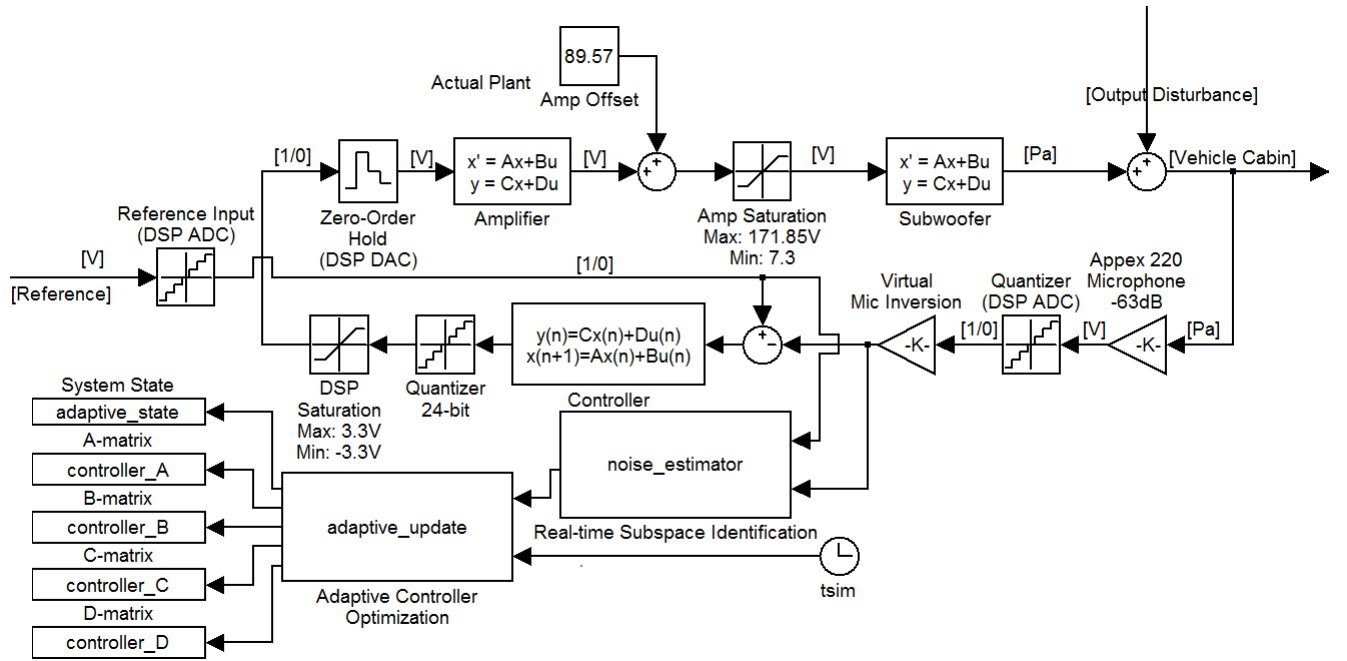 89.57
Amp Offset
Actual Plant
[Output Disturbance]
[1/0]
Zero-Order
Hold
(DSP DAC)
[V]
x' = Ax+Bu
y = Cx+Du
Amplifier
[V]
+
+
Amp Saturation
Max: 171.85V
Min: 7.3
[V]
x' = Ax+Bu
y = Cx+Du
Subwoofer
[Pa]
+
+
[Vehicle Cabin]
Reference Input
(DSP ADC)
[V]
[Reference]
[1/0]
Appex 220
Microphone
-63dB
-K-
[Pa]
[V]
Quantizer
(DSP ADC)
[1/0]
Virtual
Mic Inversion
-K-
+
-
y(n)=Cx(n)+Du(n)
x(n+1)=Ax(n)+Bu(n)
Controller
Quantizer
24-bit
DSP
Saturation
Max: 3.3V
Min: -3.3V
noise_estimator
Real-time Subspace Identification
tsim
adaptive_update
Adaptive Controller
Optimization
System State
adaptive_state
A-matrix
controller_A
B-matrix
controller_B
C-matrix
controller_C
D-matrix
controller_D